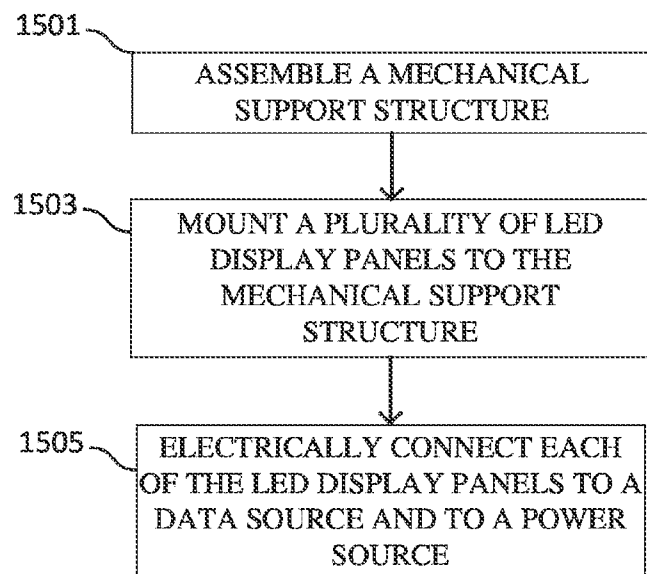 1501
ASSEMBLE A MECHANICAL
SUPPORT STRUCTURE
1503
MOUNT A PLURALITY OF LED
DISPLAY PANELS TO THE
MECHANICAL SUPPORT
STRUCTURE
1505
ELECTRICALLY CONNECT EACH
OF THE LED DISPLAY PANELS TO A
DATA SOURCE AND TO A POWER
SOURCE